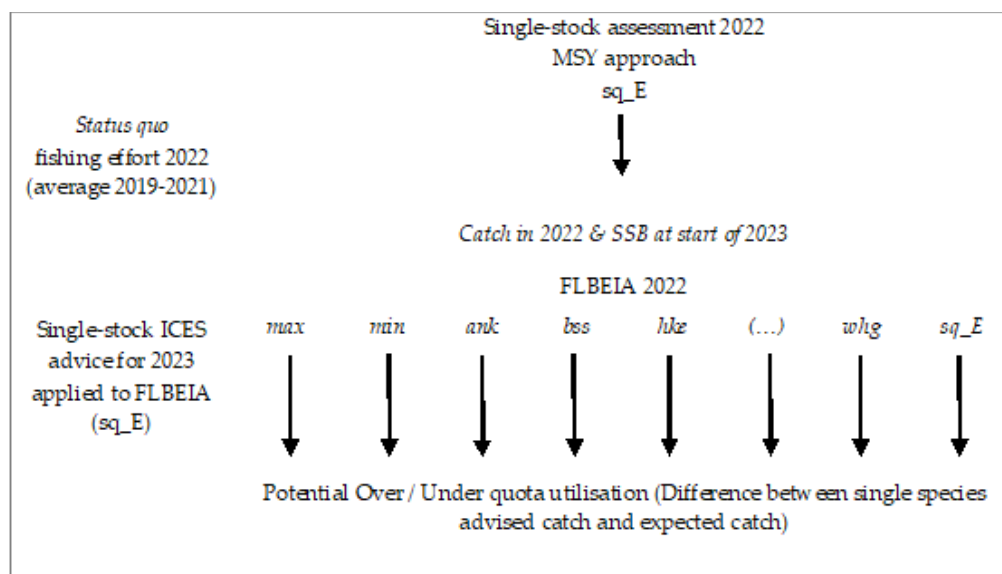 Single-stock assessment 2022
MSY approach
sq_E
Status quo
fishing effort 2022
(average 2019-2021)
Catch in 2022 & SSB at start of 2023
FLBEIA 2022
Single-stock ICES
advice for 2023
applied to FLBEIA
(sq_E)
max min ank bss hke (...) whg sq_E
Potential Over / Under quota utilisation (Difference between single species
advised catch and expected catch)